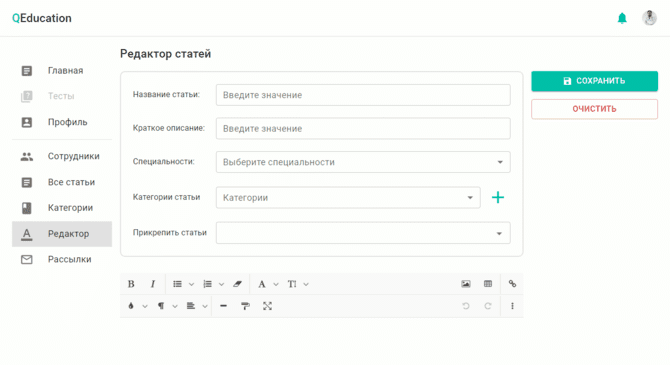 QEducation
Главная
Тесты
Профиль
Сотрудники
Все статьи
Категории
Редактор
Рассылки
Редактор статей
Название статьи: Введите значение
Краткое описание: Введите значение
Специальности: Выберите специальности
Категории статьи Категории
Прикрепить статьи
СОХРАНИТЬ
ОЧИСТИТЬ